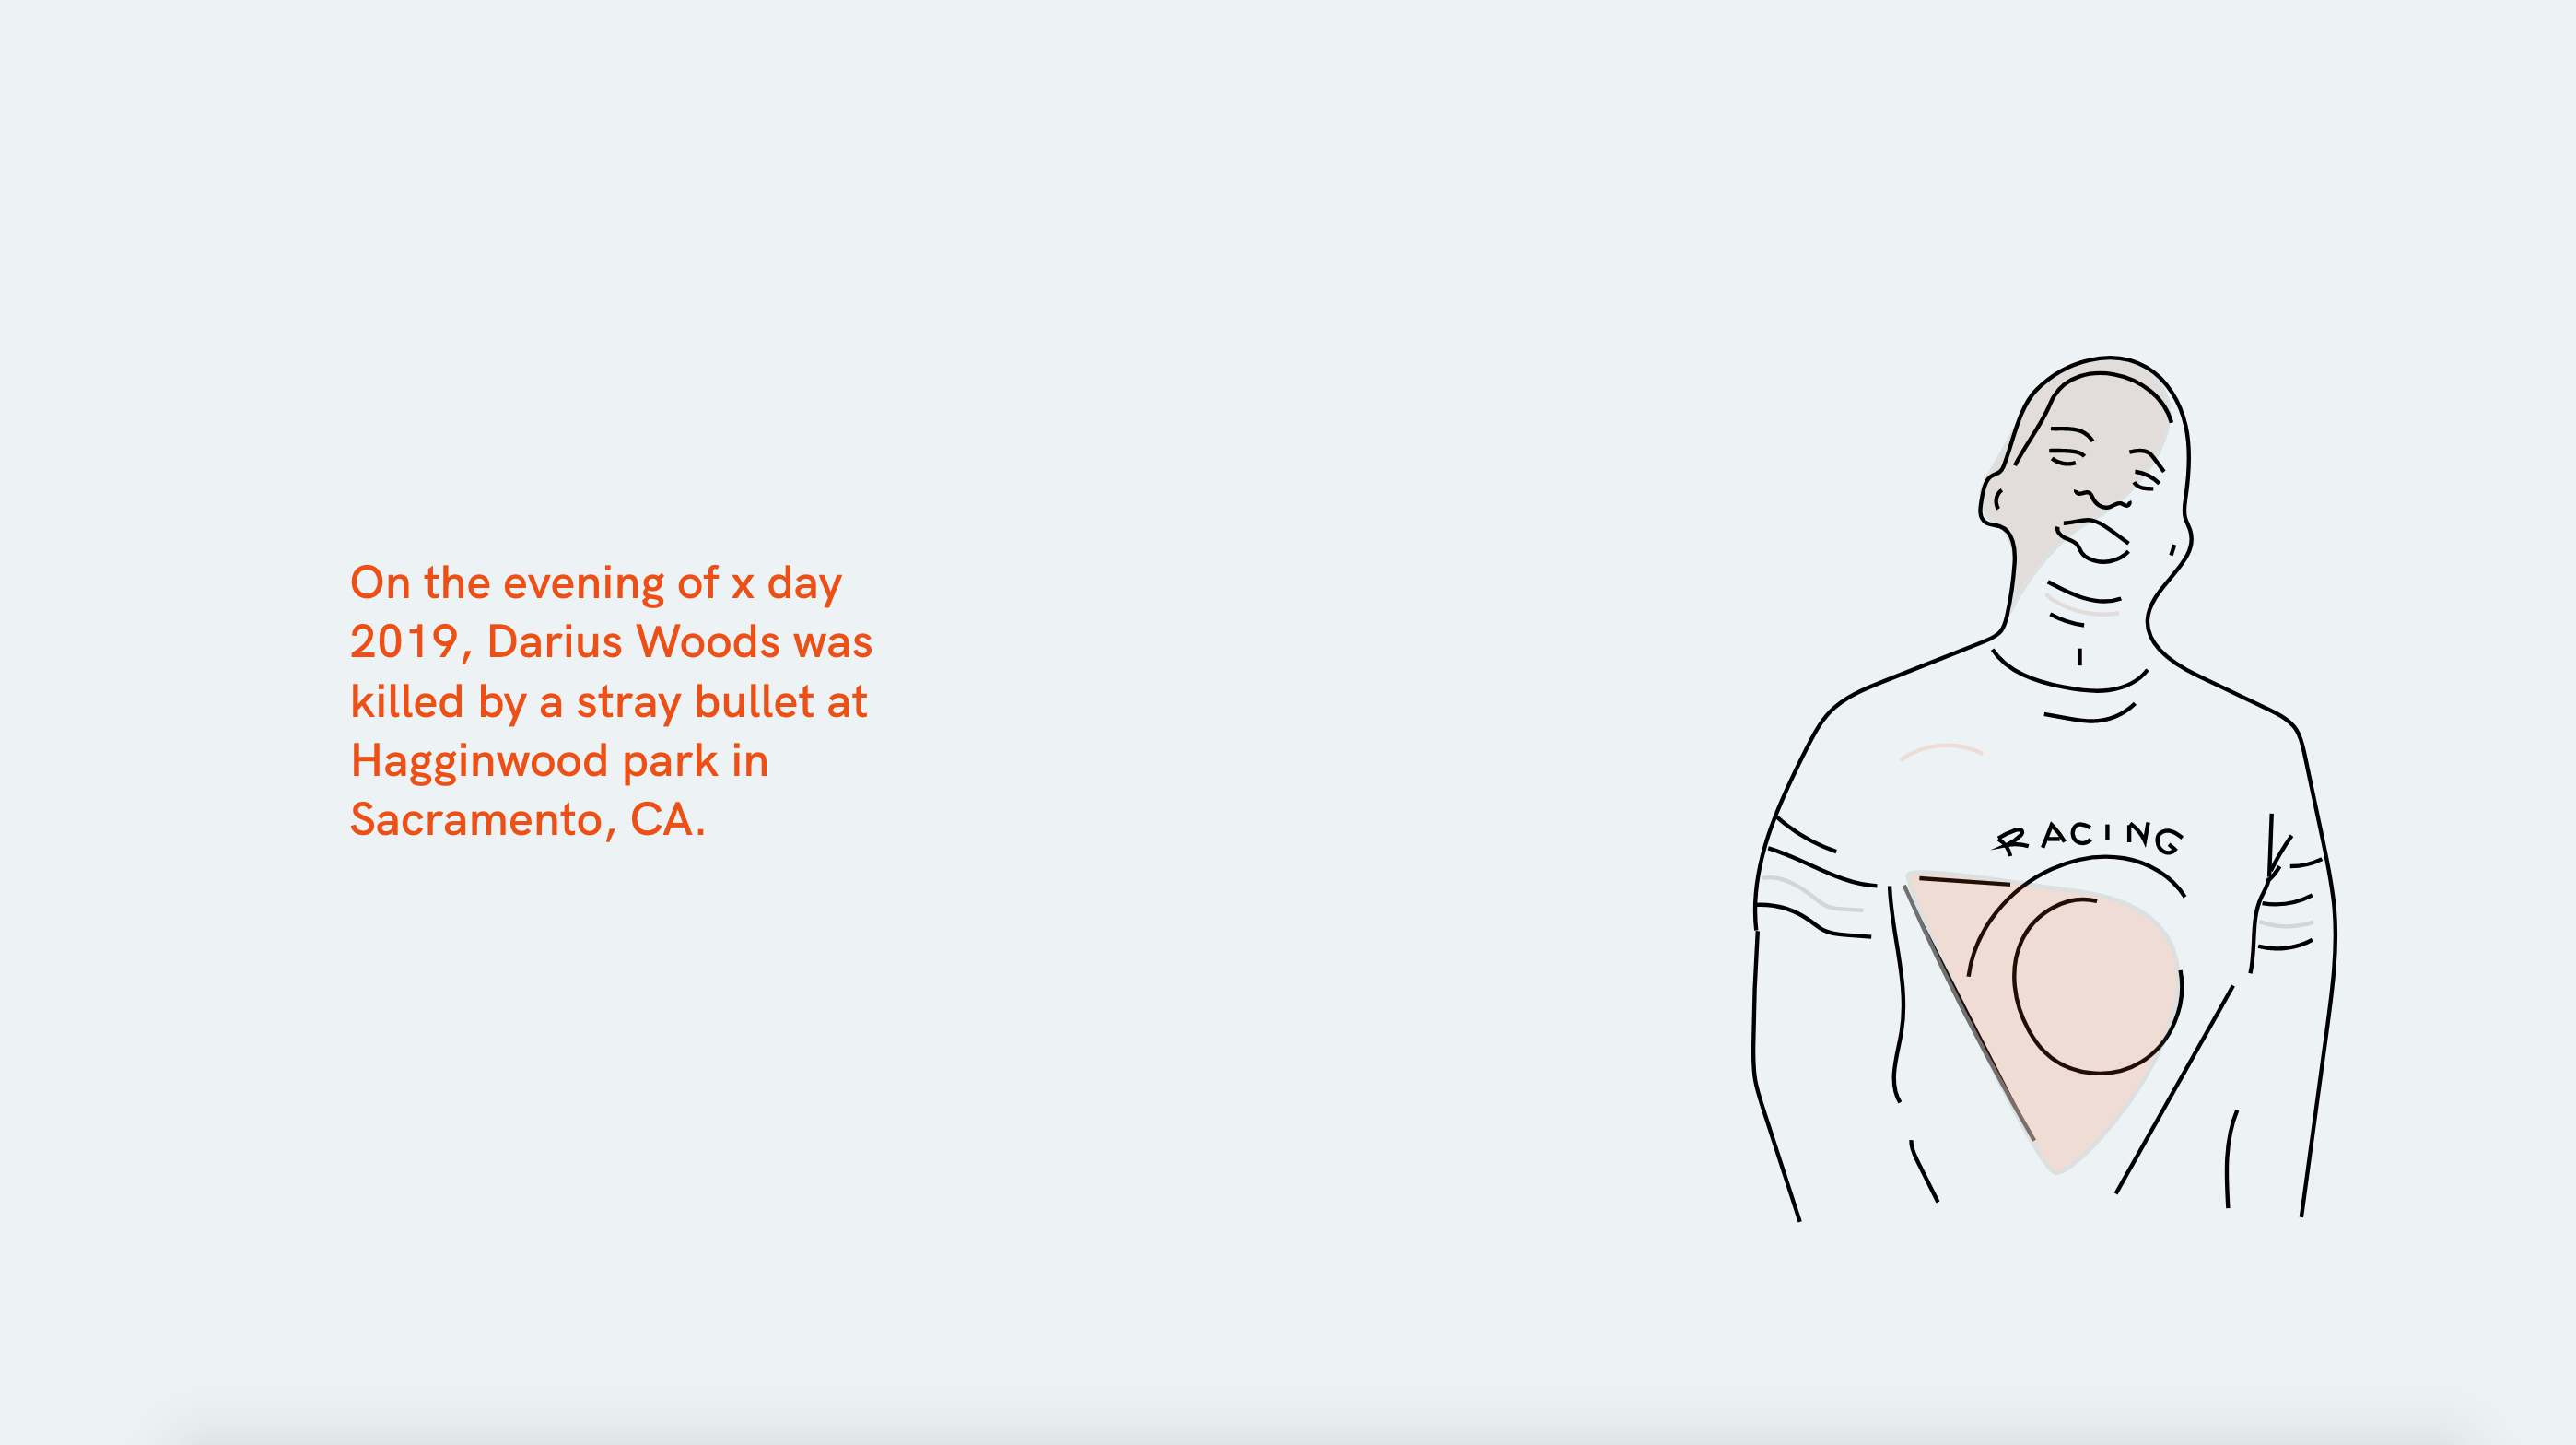 On the evening of x day
2019, Darius Woods was
killed by a stray bullet at
Hagginwood park in
Sacramento, CA.
RACING